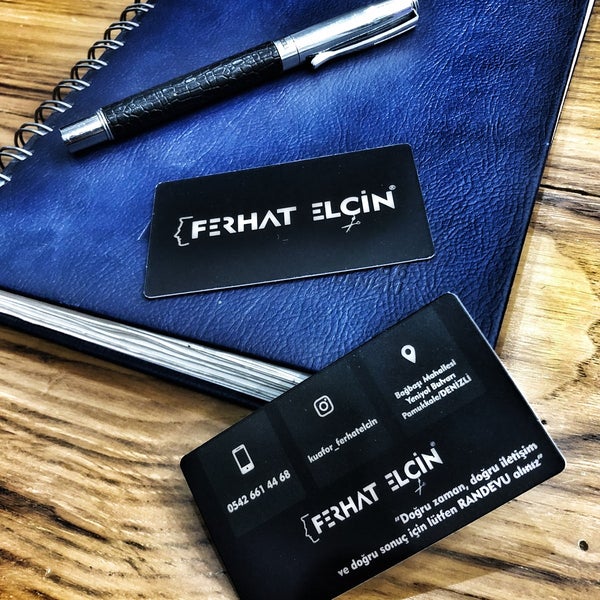 FERHAT ELÇİN®
0542 661 44 68
kuafor_ferhatelcin
Bağbaşı Mahallesi
Yeniyol Bulvarı
Pamukkale/DENİZLİ
FERHAT ELÇİN®
"Doğru zaman, doğru iletişim
ve doğru sonuç için lütfen RANDEVU alınız"